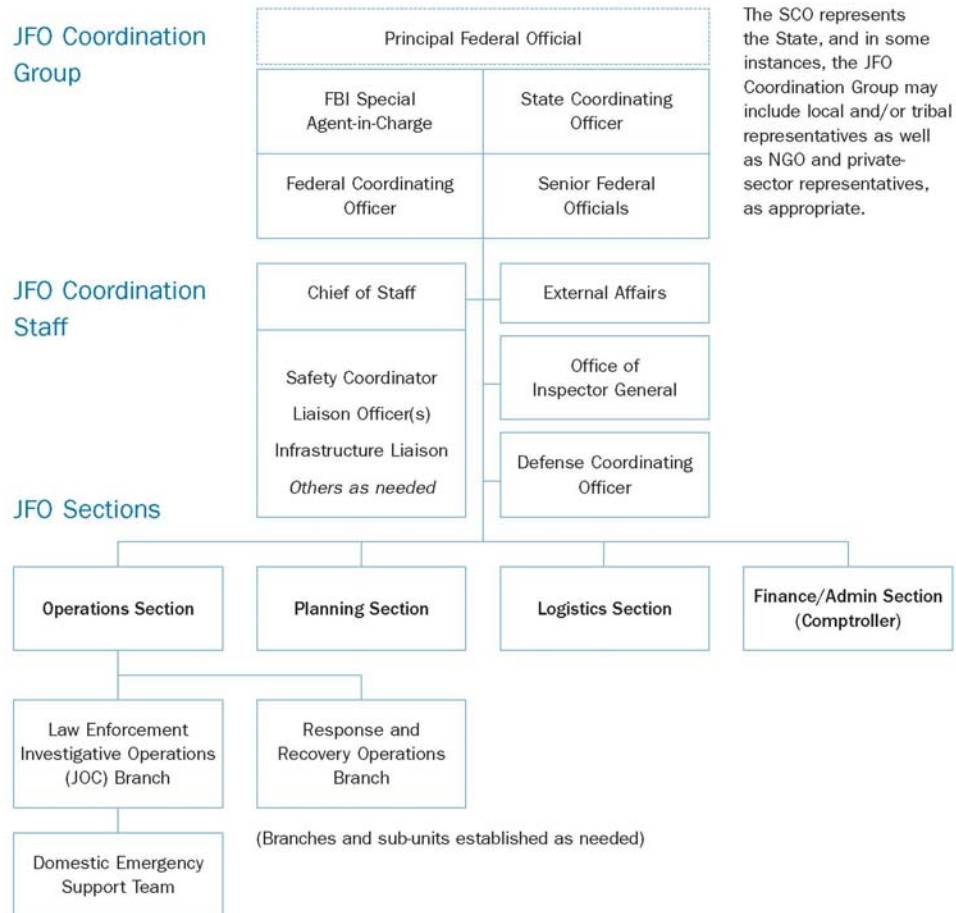 JFO Coordination
Group
Principal Federal Official
FBI Special
Agent-in-Charge
State Coordinating
Officer
Federal Coordinating
Officer
Senior Federal
Officials
The SCO represents
the State, and in some
instances, the JFO
Coordination Group may
include local and/or tribal
representatives as well
as NGO and private-
sector representatives,
as appropriate.
JFO Coordination
Staff
Chief of Staff
Safety Coordinator
Liaison Officer(s)
Infrastructure Liaison
Others as needed
External Affairs
Office of
Inspector General
Defense Coordinating
Officer
JFO Sections
Operations Section
Planning Section
Logistics Section
Finance/Admin Section
(Comptroller)
Law Enforcement
Investigative Operations
(JOC) Branch
Response and
Recovery Operations
Branch
(Branches and sub-units established as needed)
Domestic Emergency
Support Team